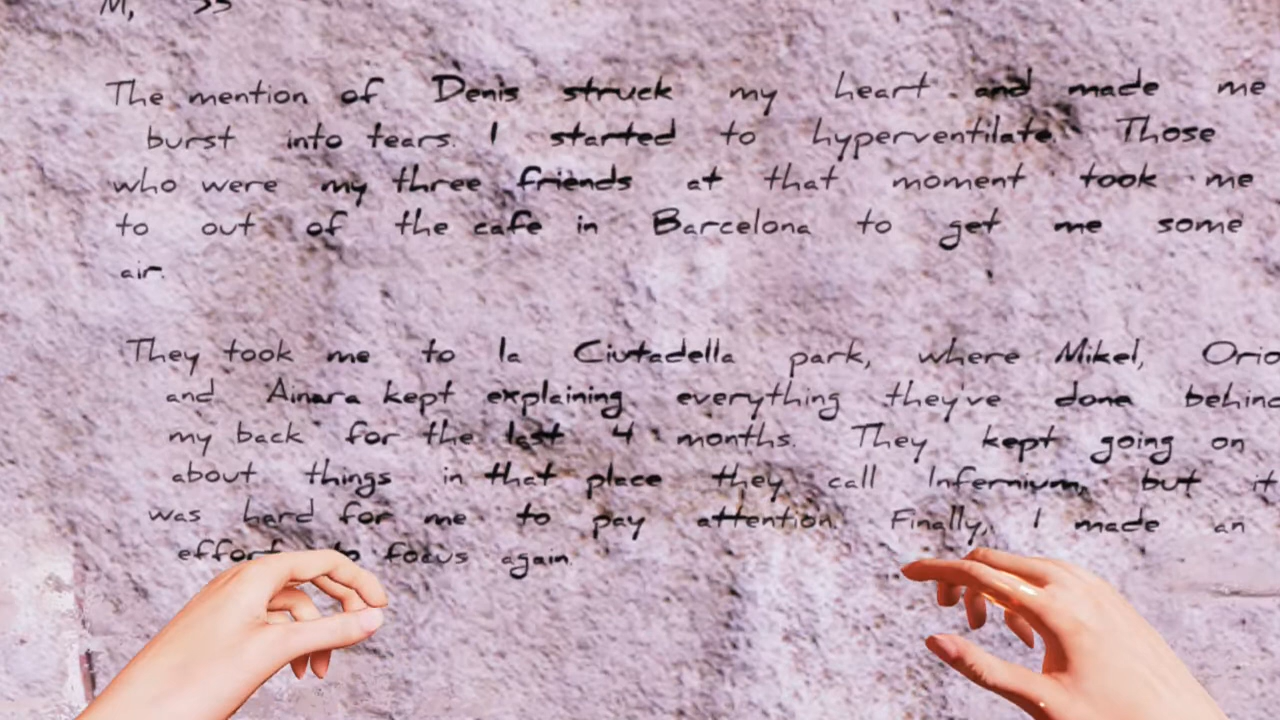 M, >>
The mention of Denis struck my heart and made me
burst into tears. I started to hyperventilate. Those
who were my three friends at that moment took me
to out of the cafe in Barcelona to get me some
air.
They took me to la Ciutadella park, where Mikel, Orio
and Ainara kept explaining everything they've done behind
my back for the last 4 months. They kept going on
about things in that place they call Infernium, but it
was hard for me to pay attention. Finally, I made an
effort to focus again.